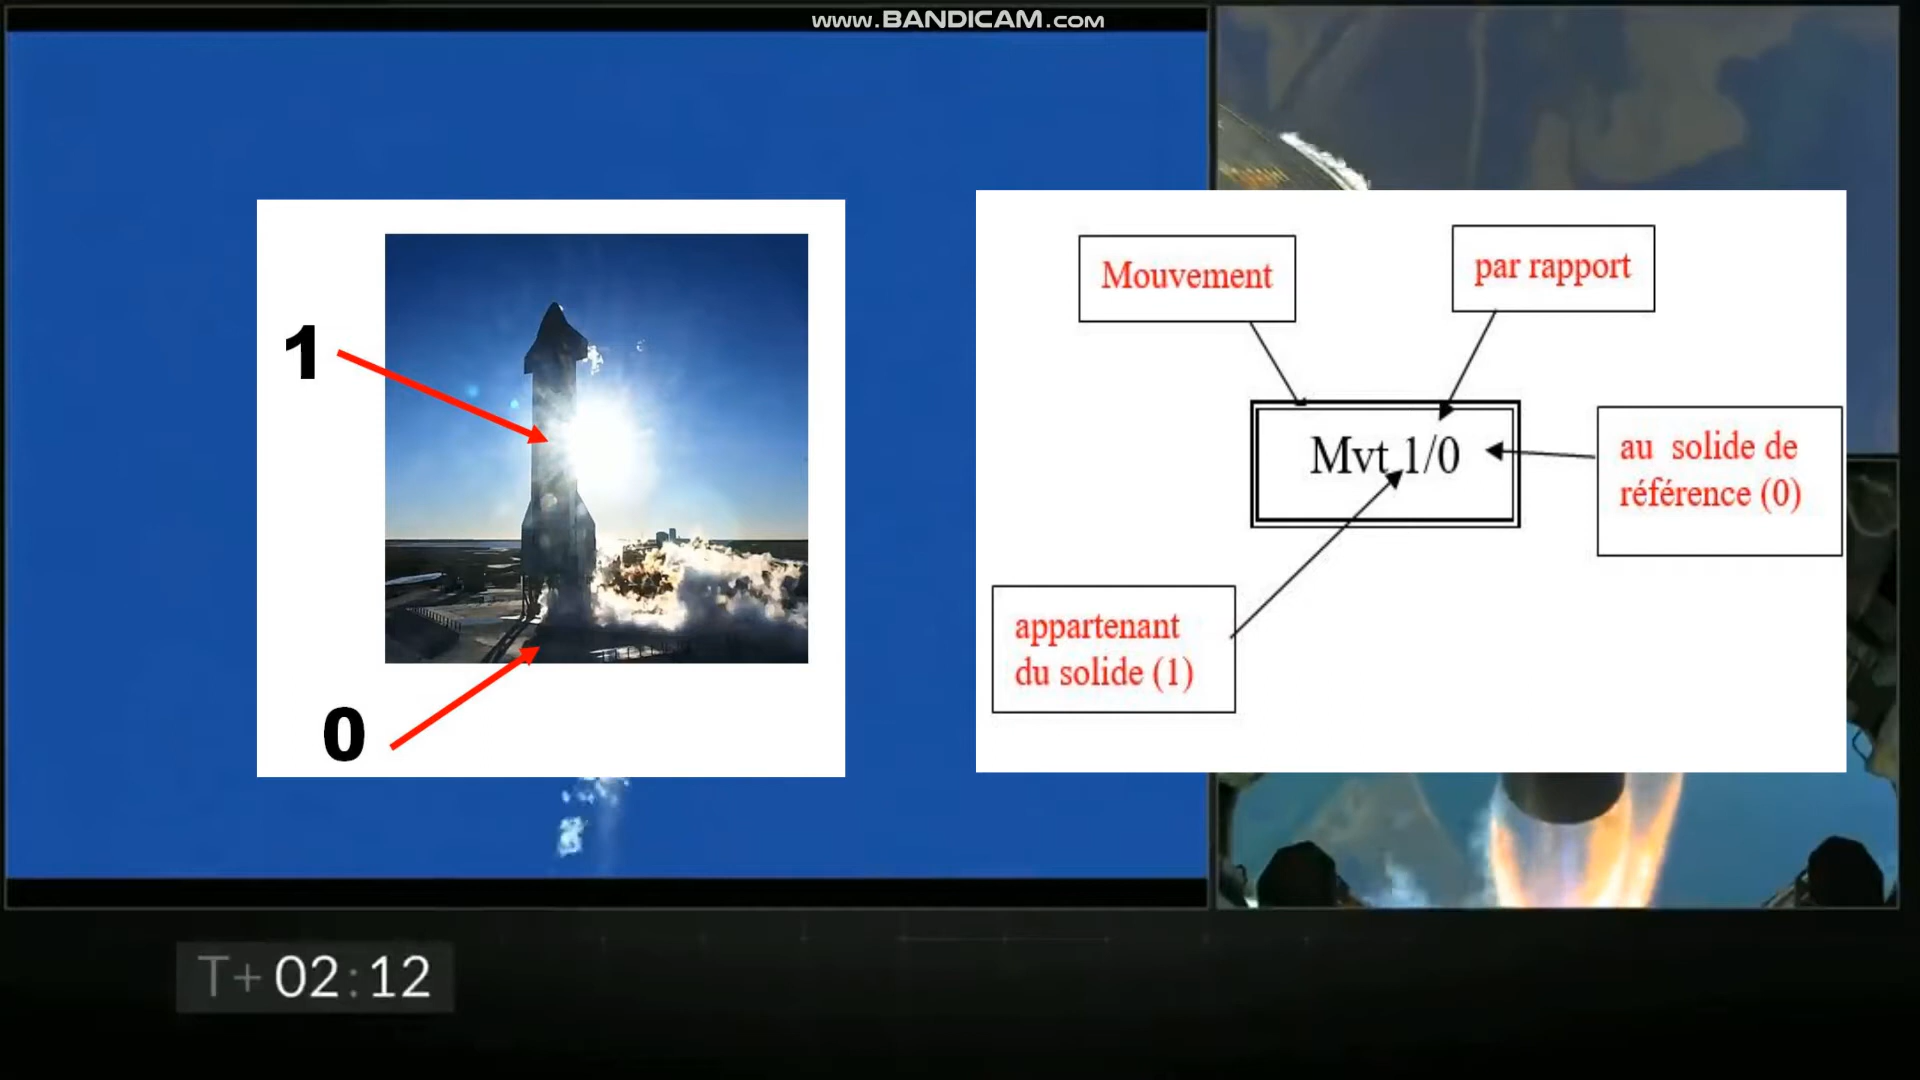 www.BANDICAM.com
1
0
Mouvement
par rapport
Mvt 1/0
au solide de
référence (0)
appartenant
du solide (1)
T+ 02:12